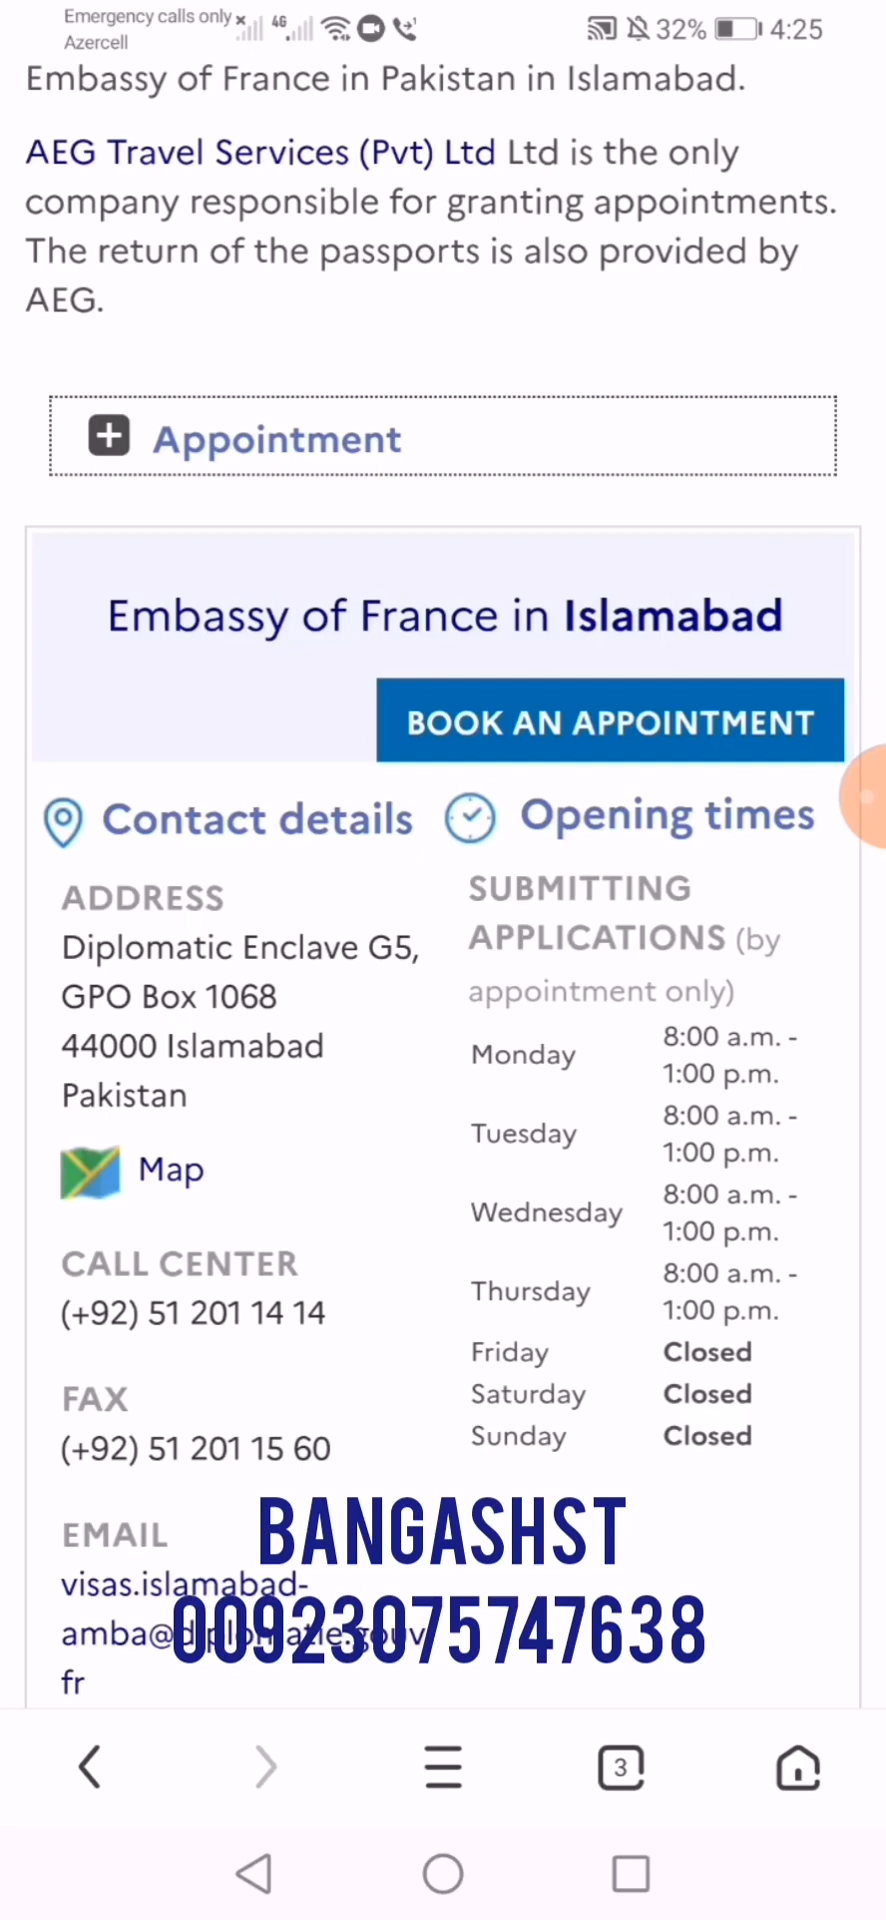 Emergency calls only
Azercell
4G
32%
4:25
Embassy of France in Pakistan in Islamabad.
AEG Travel Services (Pvt) Ltd Ltd is the only
company responsible for granting appointments.
The return of the passports is also provided by
AEG.
Appointment
Embassy of France in Islamabad
BOOK AN APPOINTMENT
Contact details
ADDRESS
Diplomatic Enclave G5,
GPO Box 1068
44000 Islamabad
Pakistan
Map
CALL CENTER
(+92) 51 201 14 14
FAX
(+92) 51 201 15 60
EMAIL
visas.islamabad-
amba@diplomatie.gouv
fr
Opening times
SUBMITTING
APPLICATIONS (by
appointment only)
Monday
8:00 a.m. -
1:00 p.m.
Tuesday
8:00 a.m. -
1:00 p.m.
Wednesday
8:00 a.m. -
1:00 p.m.
Thursday
8:00 a.m. -
1:00 p.m.
Friday Closed
Saturday Closed
Sunday Closed
BANGASHST
00923075747638
3